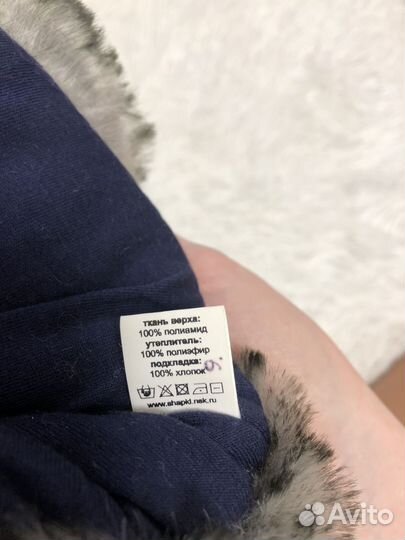 ткань верха:
100% полиамид
утеплитель:
100% полиэфир
подкладка:
100% хлопок
www.shapki.nsk.ru
Avito